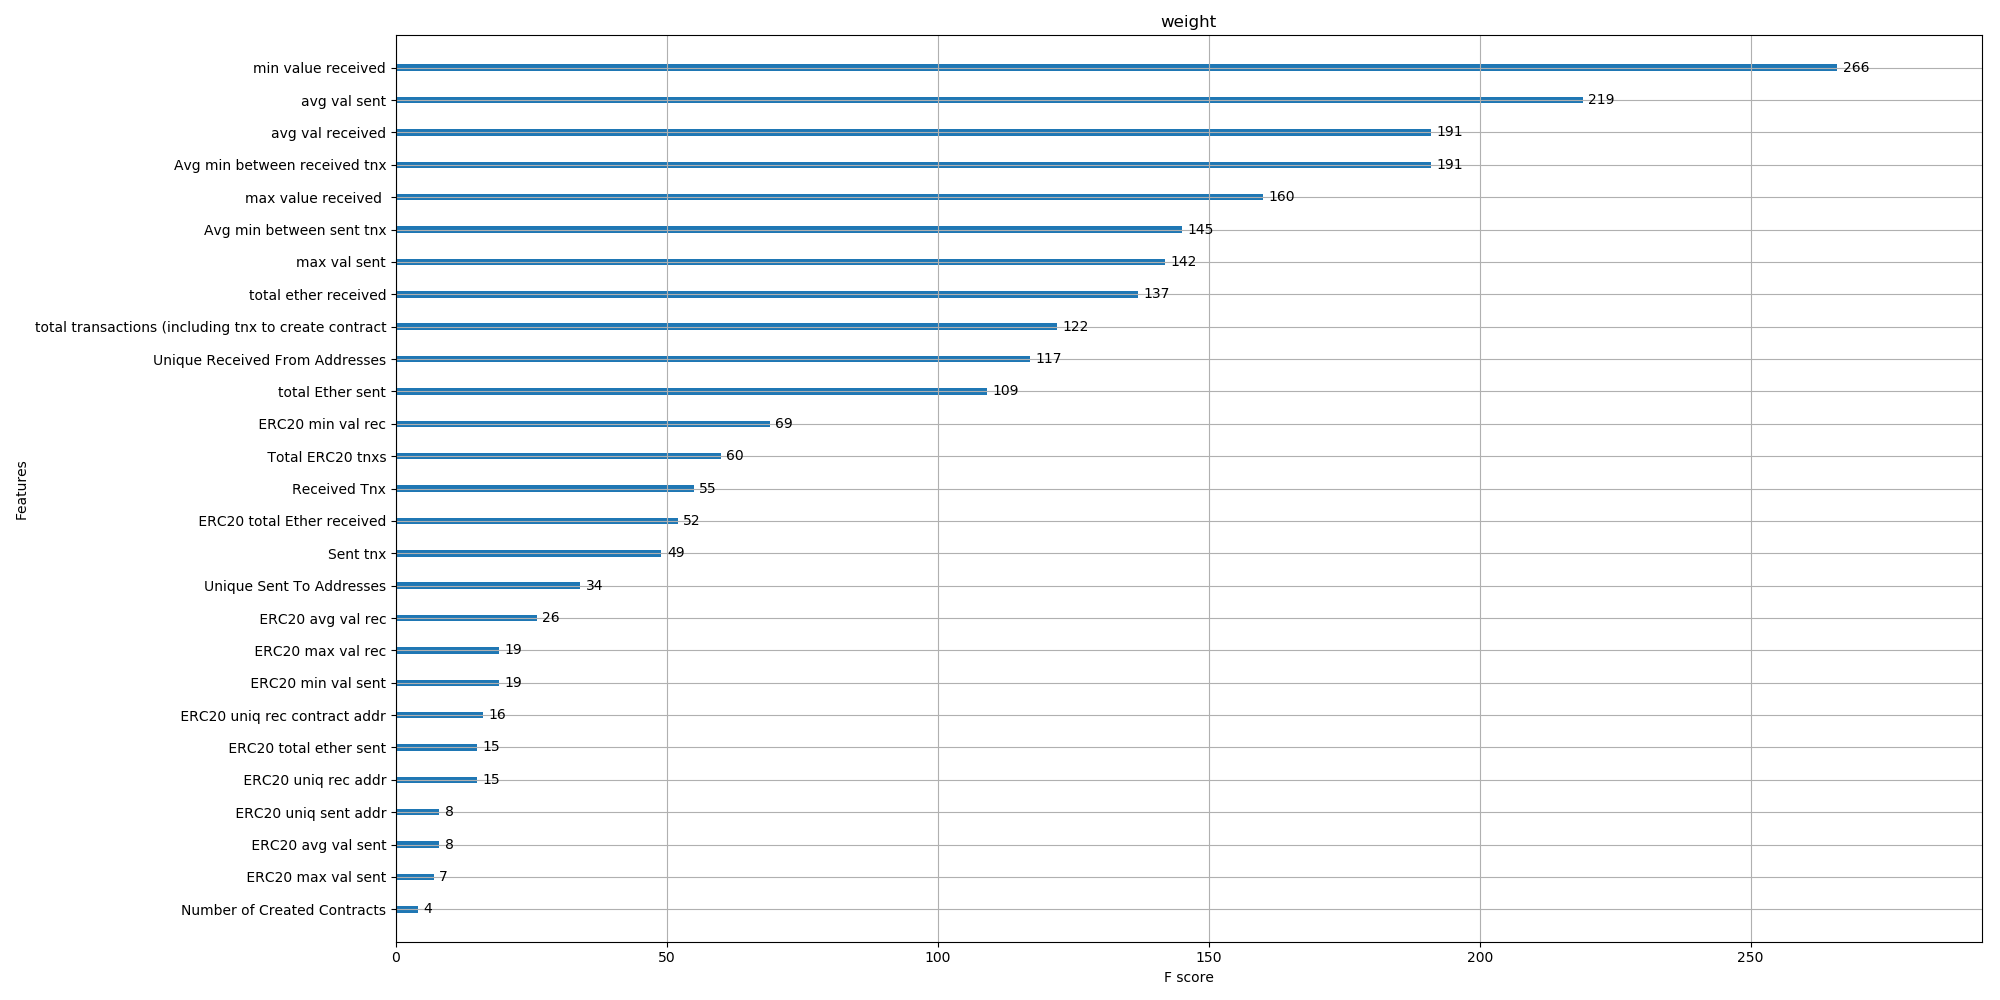 weight
min value received 266
avg val sent 219
avg val received 191
Avg min between received tnx 191
max value received 160
Avg min between sent tnx 145
max val sent 142
total ether received 137
total transactions (including tnx to create contract 122
Unique Received From Addresses 117
total Ether sent 109
ERC20 min val rec 69
Total ERC20 tnxs 60
Received Tnx 55
ERC20 total Ether received 52
Sent tnx 49
Unique Sent To Addresses 34
ERC20 avg val rec 26
ERC20 max val rec 19
ERC20 min val sent 19
ERC20 uniq rec contract addr 16
ERC20 total ether sent 15
ERC20 uniq rec addr 15
ERC20 uniq sent addr 8
ERC20 avg val sent 8
ERC20 max val sent 7
Number of Created Contracts 4
Features
0 50 100 150 200 250
F score